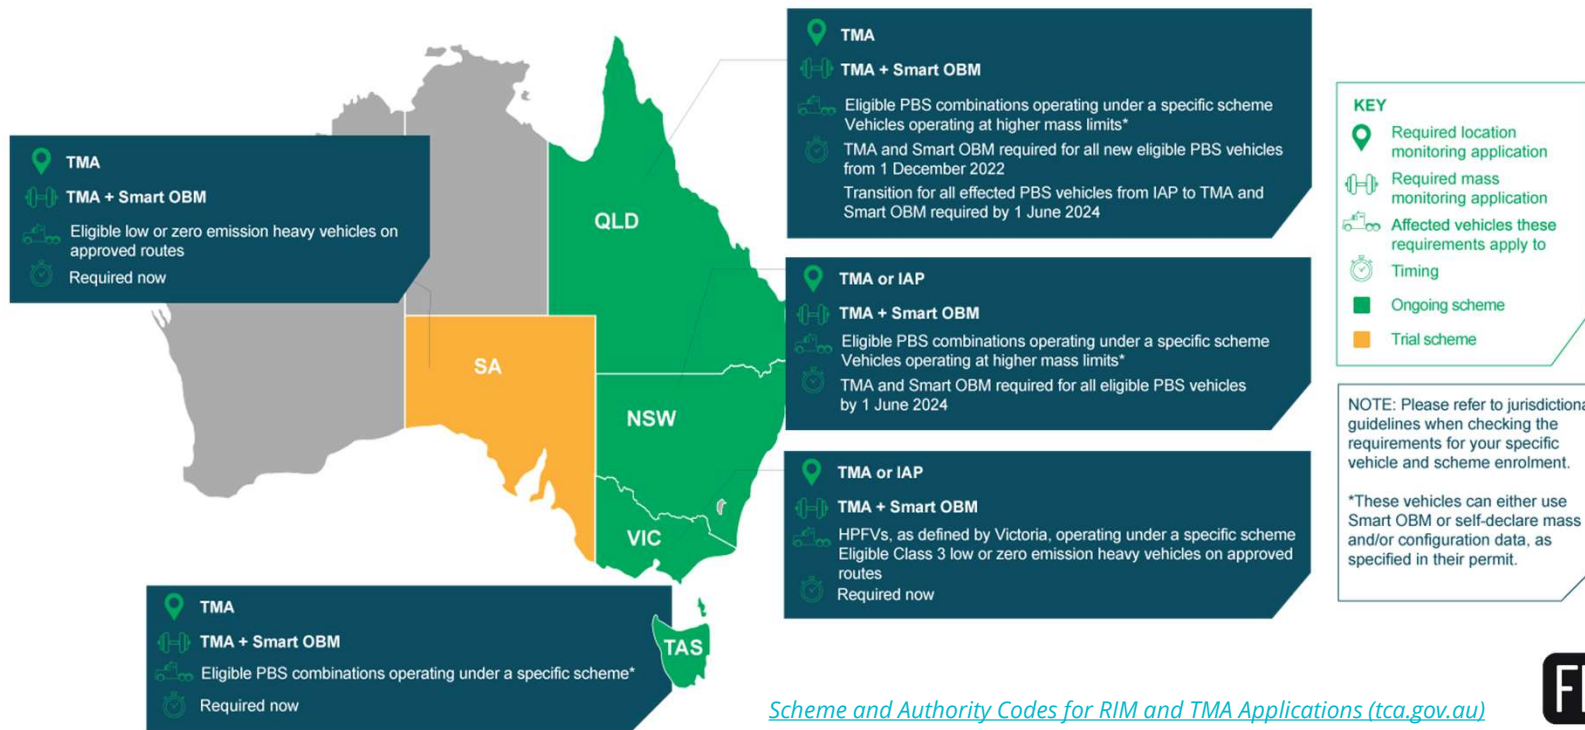 TMA
TMA + Smart OBM
Eligible PBS combinations operating under a specific scheme
Vehicles operating at higher mass limits*
TMA and Smart OBM required for all new eligible PBS vehicles
from 1 December 2022
Transition for all effected PBS vehicles from IAP to TMA and
Smart OBM required by 1 June 2024
KEY
Required location
monitoring application
Required mass
monitoring application
Affected vehicles these
requirements apply to
Timing
Ongoing scheme
Trial scheme
TMA
TMA + Smart OBM
Eligible low or zero emission heavy vehicles on
approved routes
Required now
QLD
SA
NSW
VIC
TAS
TMA or IAP
TMA + Smart OBM
Eligible PBS combinations operating under a specific scheme
Vehicles operating at higher mass limits*
TMA and Smart OBM required for all eligible PBS vehicles
by 1 June 2024
NOTE: Please refer to jurisdictiona
guidelines when checking the
requirements for your specific
vehicle and scheme enrolment.
*These vehicles can either use
Smart OBM or self-declare mass
and/or configuration data, as
specified in their permit.
TMA or IAP
TMA + Smart OBM
HPFVs, as defined by Victoria, operating under a specific scheme
Eligible Class 3 low or zero emission heavy vehicles on approved
routes
Required now
TMA
TMA + Smart OBM
Eligible PBS combinations operating under a specific scheme*
Required now
Scheme and Authority Codes for RIM and TMA Applications (tca.gov.au)